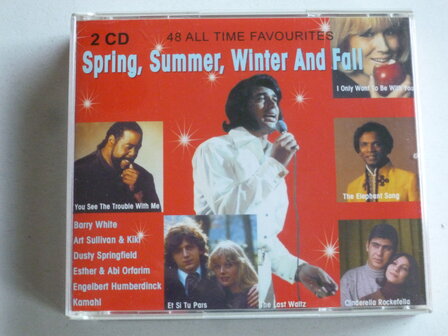 2 CD
48 ALL TIME FAVOURITES
Spring, Summer, Winter And Fall
I Only Want To Be With You
You See The Trouble With Me
The Elephant Song
Barry White
Art Sullivan & Kiki
Dusty Springfield
Esther & Abi Orfarim
Engelbert Humberdinck
Kamahl
Et Si Tu Pars
The Last Waltz
Cinderella Rockefella